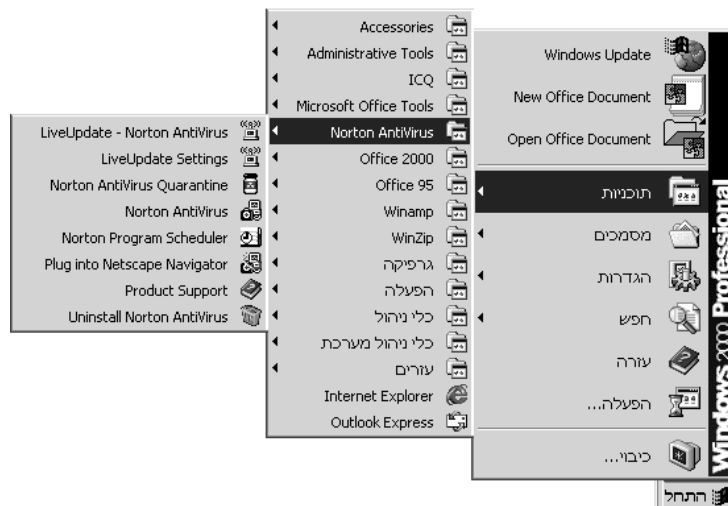 Windows Update
New Office Document
Open Office Document
תוכניות
מסמכים
הגדרות
חפש
עזרה
הפעלה...
כיבוי...
Windows 2000 Professional
התחל
Accessories
Administrative Tools
ICQ
Microsoft Office Tools
Norton AntiVirus
Office 2000
Office 95
Winamp
WinZip
גרפיקה
הפעלה
כלי ניהול
כלי ניהול מערכת
עזרים
Internet Explorer
Outlook Express
LiveUpdate - Norton AntiVirus
LiveUpdate Settings
Norton AntiVirus Quarantine
Norton AntiVirus
Norton Program Scheduler
Plug into Netscape Navigator
Product Support
Uninstall Norton AntiVirus